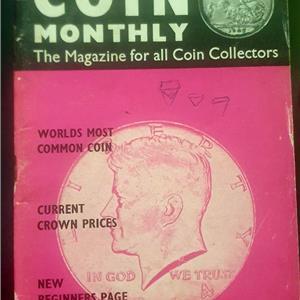 COIN
MONTHLY
The Magazine for all Coin Collectors
WORLDS MOST
COMMON COIN
LIBERTY
CURRENT
CROWN PRICES
IN GOD WE TRUST
NEW
BEGINNERS PAGE